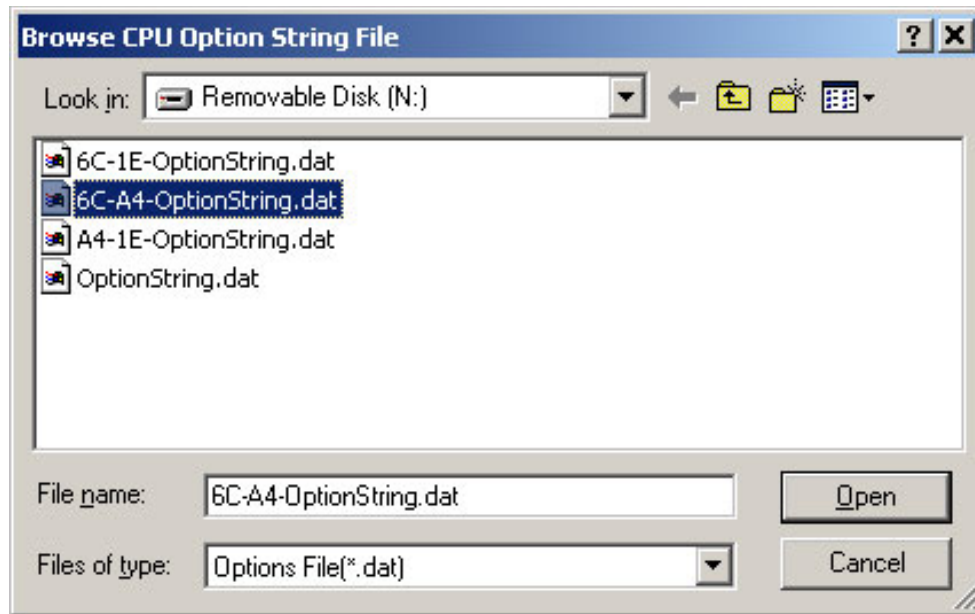 Browse CPU Option String File
Look in: Removable Disk (N:)
6C-1E-OptionString.dat
6C-A4-OptionString.dat
A4-1E-OptionString.dat
OptionString.dat
File name: 6C-A4-OptionString.dat Open
Files of type: Options File(*.dat) Cancel